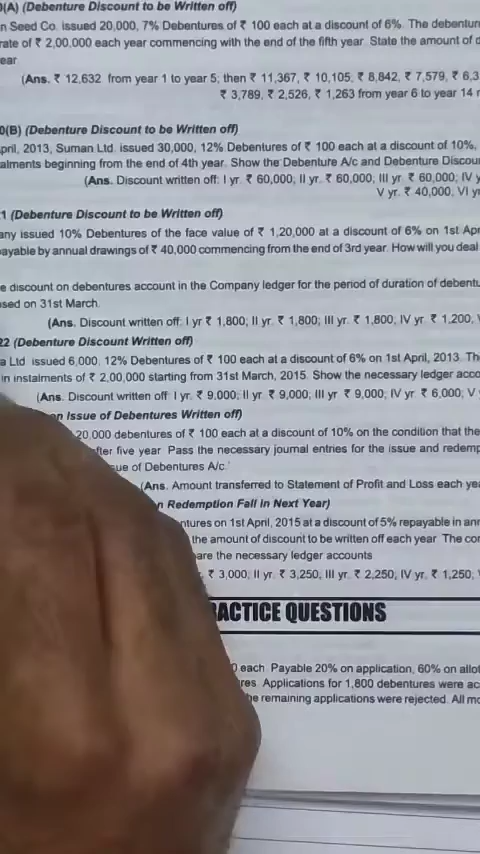 (A) (Debenture Discount to be Written off)
n Seed Co. issued 20,000, 7% Debentures of ₹ 100 each at a discount of 6%. The debentur
rate of ₹ 2,00,000 each year commencing with the end of the fifth year. State the amount of d
ear
(Ans. ₹ 12,632 from year 1 to year 5; then ₹ 11,367, ₹ 10,105, ₹ 8,842, ₹ 7,579, ₹ 6,3
₹ 3,789, ₹ 2,526, ₹ 1,263 from year 6 to year 14 r
0(B) (Debenture Discount to be Written off)
pril, 2013, Suman Ltd. issued 30,000, 12% Debentures of ₹ 100 each at a discount of 10%,
alments beginning from the end of 4th year. Show the Debenture A/c and Debenture Discou
(Ans. Discount written off: I yr. ₹ 60,000; II yr. ₹ 60,000; III yr. ₹ 60,000; IV y
V yr. ₹ 40,000, VI y
1 (Debenture Discount to be Written off)
any issued 10% Debentures of the face value of ₹ 1,20,000 at a discount of 6% on 1st Apr
payable by annual drawings of ₹ 40,000 commencing from the end of 3rd year. How will you deal
e discount on debentures account in the Company ledger for the period of duration of debentu
sed on 31st March.
(Ans. Discount written off: I yr ₹ 1,800; II yr. ₹ 1,800; III yr. ₹ 1,800, IV yr. ₹ 1,200,
22 (Debenture Discount Written off)
a Ltd issued 6,000, 12% Debentures of ₹ 100 each at a discount of 6% on 1st April, 2013. Th
in instalments of ₹ 2,00,000 starting from 31st March, 2015. Show the necessary ledger acco
(Ans. Discount written off: I yr. ₹ 9,000; II yr. ₹ 9,000; III yr ₹ 9,000; IV yr. ₹ 6,000; V
on Issue of Debentures Written off)
20,000 debentures of ₹ 100 each at a discount of 10% on the condition that the
fter five year. Pass the necessary journal entries for the issue and redemp
sue of Debentures A/c.'
(Ans. Amount transferred to Statement of Profit and Loss each yea
n Redemption Fall in Next Year)
ntures on 1st April, 2015 at a discount of 5% repayable in ann
the amount of discount to be written off each year. The con
are the necessary ledger accounts
₹ 3,000; II yr. ₹ 3,250; III yr. ₹ 2,250; IV yr. ₹ 1,250;
RACTICE QUESTIONS
0 each. Payable 20% on application, 60% on allot
res. Applications for 1,800 debentures were ac
he remaining applications were rejected. All mo